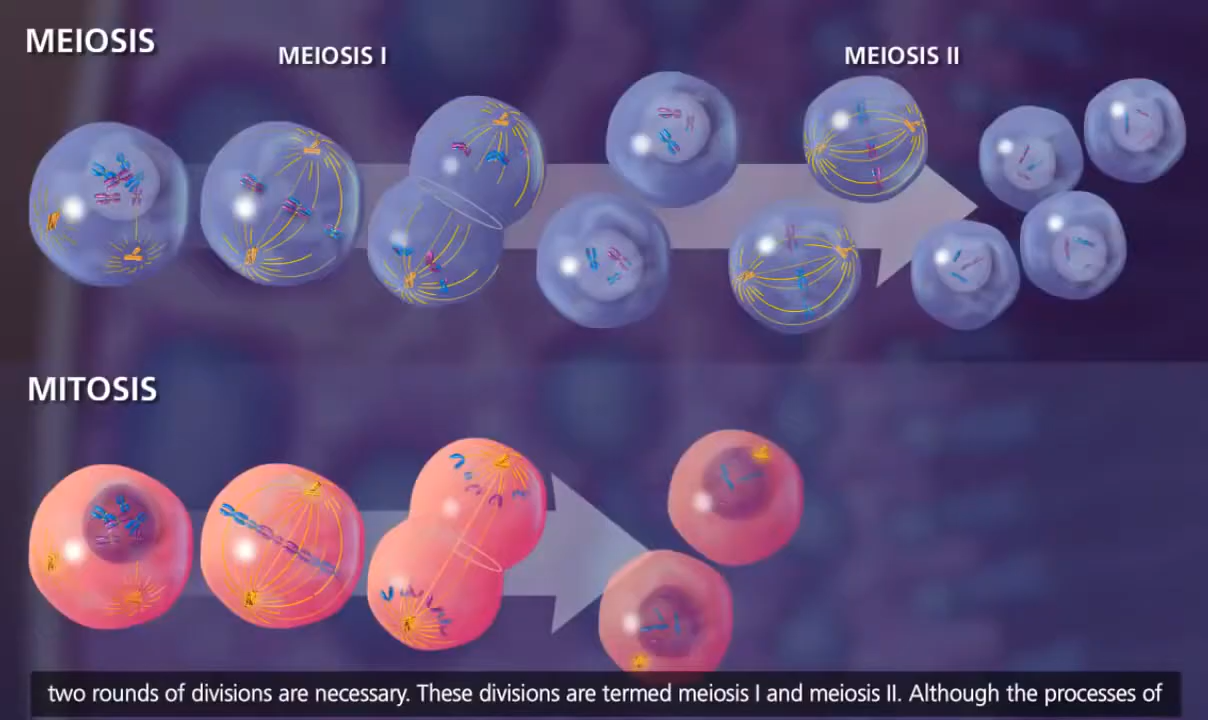 MEIOSIS
MEIOSIS I
MEIOSIS II
MITOSIS
two rounds of divisions are necessary. These divisions are termed meiosis I and meiosis II. Although the processes of